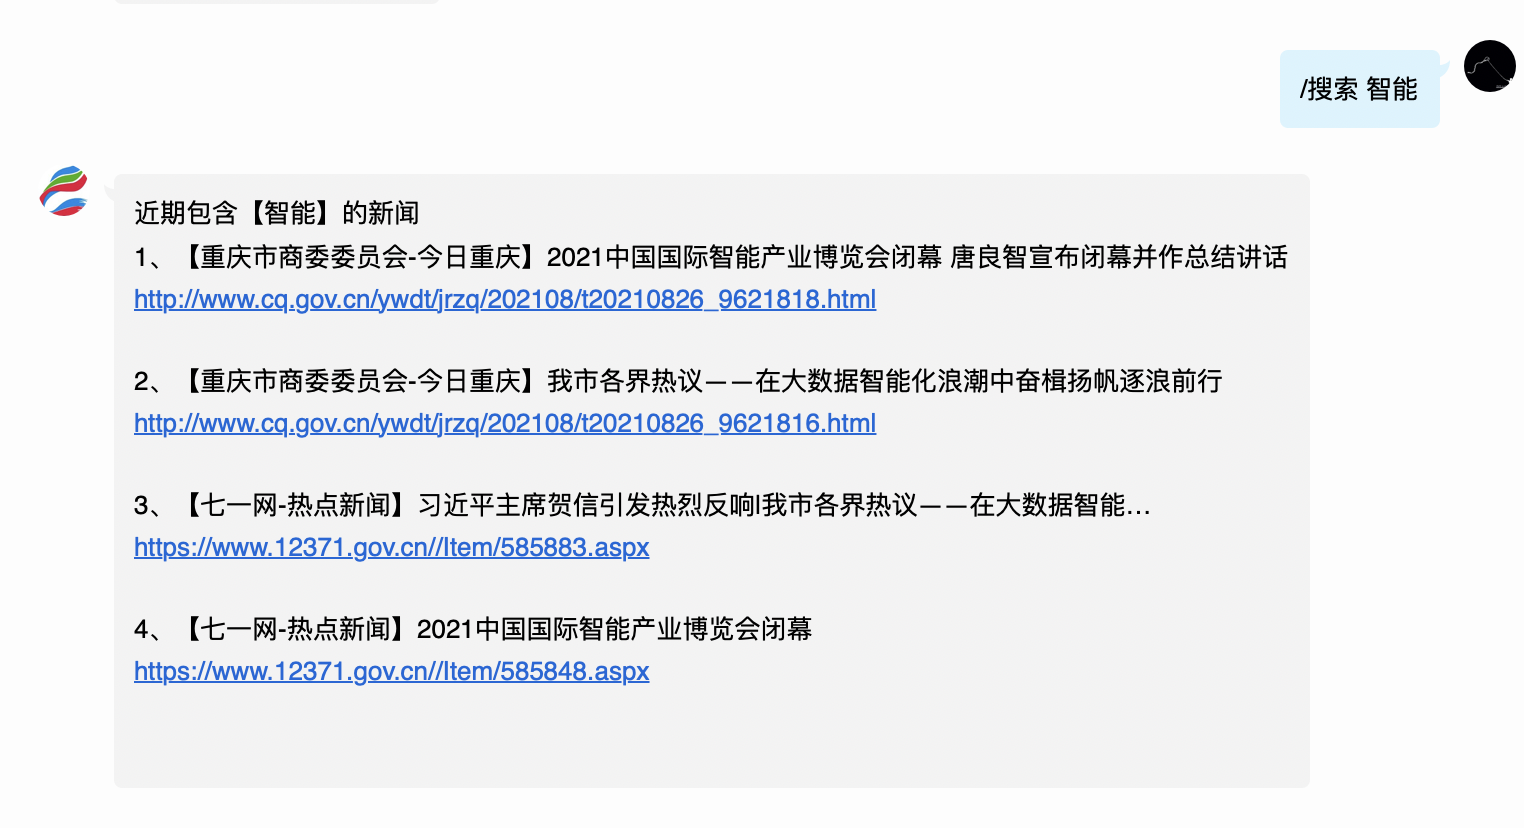 /搜索 智能
近期包含【智能】的新闻
1、【重庆市商委委员会-今日重庆】2021中国国际智能产业博览会闭幕 唐良智宣布闭幕并作总结讲话
http://www.cq.gov.cn/ywdt/jrzq/202108/t20210826_9621818.html
2、【重庆市商委委员会-今日重庆】我市各界热议——在大数据智能化浪潮中奋楫扬帆逐浪前行
http://www.cq.gov.cn/ywdt/jrzq/202108/t20210826_9621816.html
3、【七一网-热点新闻】习近平主席贺信引发热烈反响|我市各界热议——在大数据智能...
https://www.12371.gov.cn//Item/585883.aspx
4、【七一网-热点新闻】2021中国国际智能产业博览会闭幕
https://www.12371.gov.cn//Item/585848.aspx